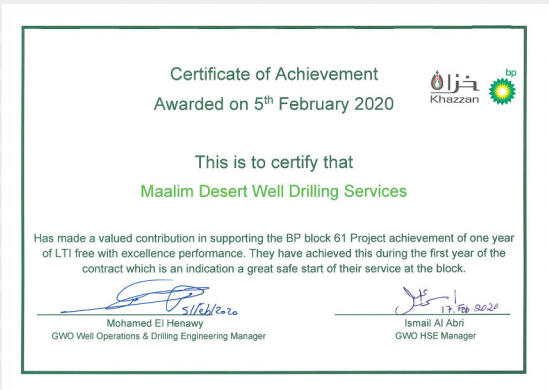 Certificate of Achievement
Awarded on 5th February 2020
خزان
Khazzan
bp
This is to certify that
Maalim Desert Well Drilling Services
Has made a valued contribution in supporting the BP block 61 Project achievement of one year
of LTI free with excellence performance. They have achieved this during the first year of the
contract which is an indication a great safe start of their service at the block.
5/Feb/2020
17.Feb.2020
Mohamed El Henawy
Ismail Al Abri
GWO Well Operations & Drilling Engineering Manager
GWO HSE Manager